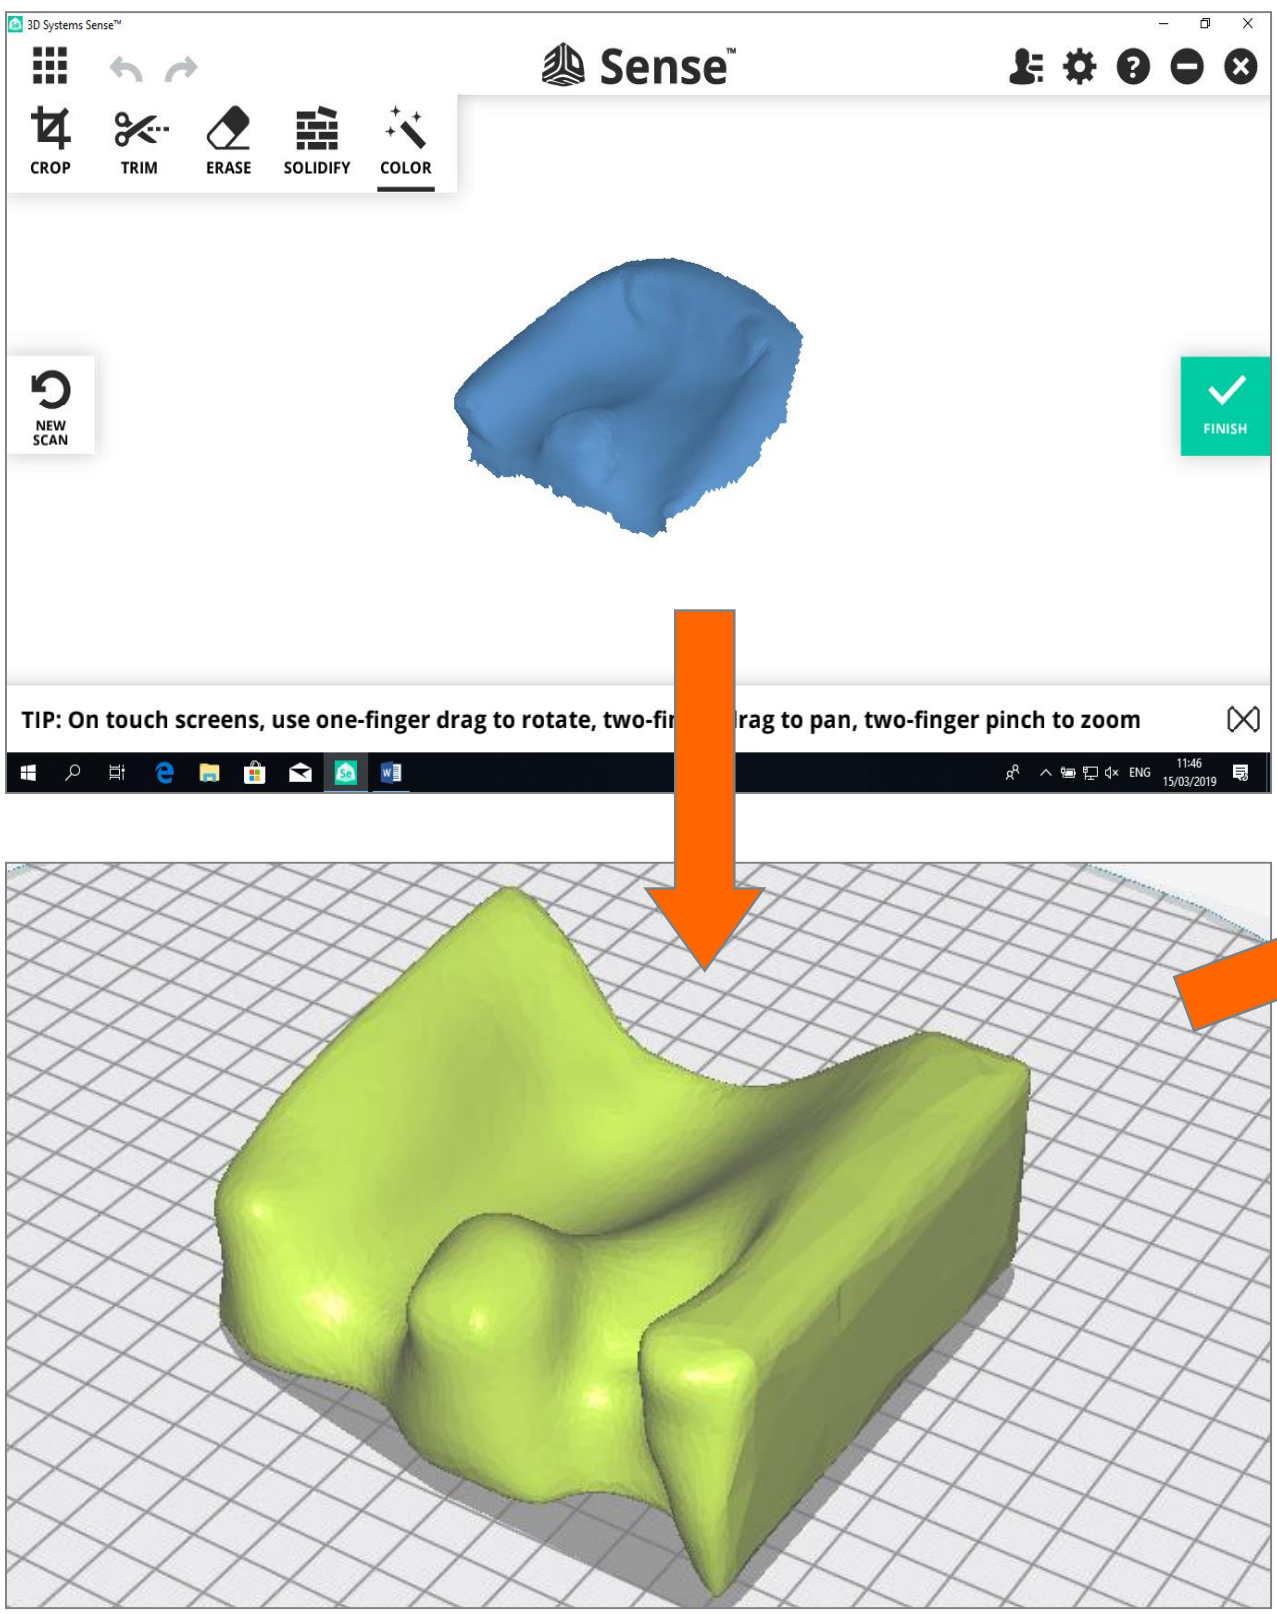 3D Systems Sense™
Sense™
CROP TRIM ERASE SOLIDIFY COLOR
NEW
SCAN
FINISH
TIP: On touch screens, use one-finger drag to rotate, two-fi rag to pan, two-finger pinch to zoom
Se W ENG 11:46
15/03/2019